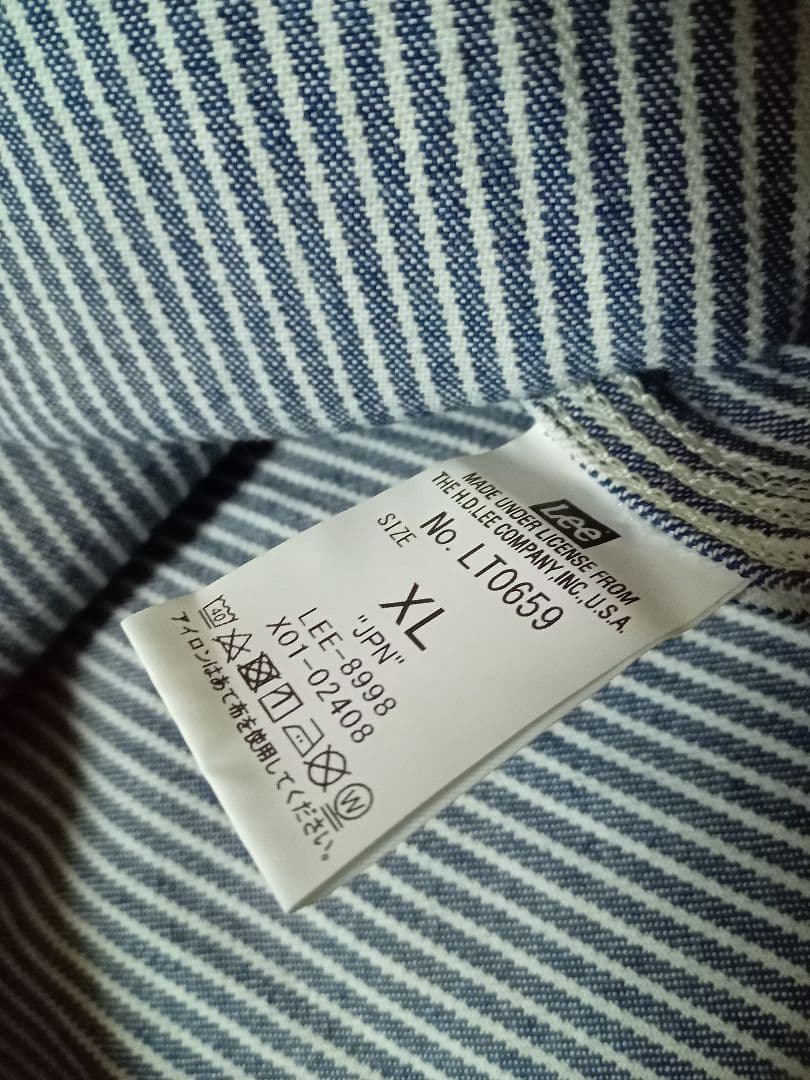 Lee
MADE UNDER LICENSE FROM
THE H.D.LEE COMPANY,INC.,U.S.A.
No. LT0659
SIZE
XL
"JPN"
LEE-8998
X01-02408
40
W
アイロンはあて布を使用してください。